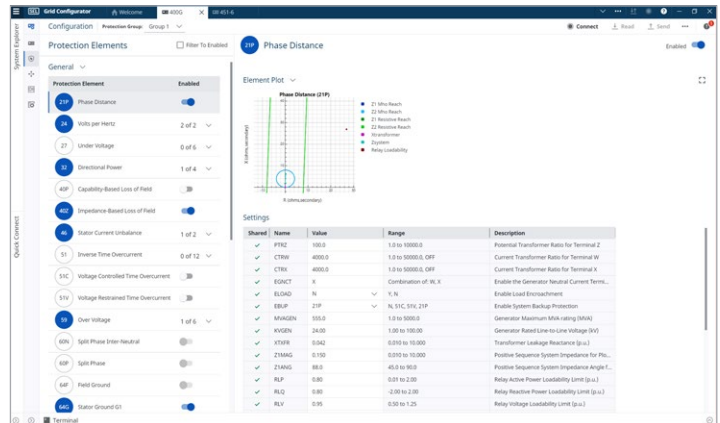 SEL Grid Configurator Welcome 400G X SEL-451-6
System Explorer
Quick Connect
Configuration Protection Group: Group 1 Connect Read Send
Protection Elements Filter To Enabled
General
Protection Element Enabled
21P Phase Distance
24 Volts per Hertz 2 of 2
27 Under Voltage 0 of 6
32 Directional Power 1 of 4
40P Capability-Based Loss of Field
40Z Impedance-Based Loss of Field
46 Stator Current Unbalance 1 of 2
51 Inverse Time Overcurrent 0 of 12
51C Voltage Controlled Time Overcurrent
51V Voltage Restrained Time Overcurrent
59 Over Voltage 1 of 6
60N Split Phase Inter-Neutral
60P Split Phase
64F Field Ground
64G Stator Ground G1
21P Phase Distance Enabled
Element Plot
Phase Distance (21P)
X (ohms,secondary)
R (ohms,secondary)
Z1 Mho Reach
Z2 Mho Reach
Z1 Resistive Reach
Z2 Resistive Reach
Xtransformer
Zsystem
Relay Loadability
Settings
Shared Name Value Range Description
PTRZ 100.0 1.0 to 10000.0 Potential Transformer Ratio for Terminal Z
CTRW 4000.0 1.0 to 50000.0, OFF Current Transformer Ratio for Terminal W
CTRX 4000.0 1.0 to 50000.0, OFF Current Transformer Ratio for Terminal X
EGNCT X Combination of: W, X Enable the Generator Neutral Current Termi...
ELOAD N Y, N Enable Load Encroachment
EBUP 21P N, 51C, 51V, 21P Enable System Backup Protection
MVAGEN 555.0 1.0 to 5000.0 Generator Maximum MVA rating (MVA)
KVGEN 24.00 1.00 to 100.00 Generator Rated Line-to-Line Voltage (kV)
XTXFR 0.042 0.010 to 10.000 Transformer Leakage Reactance (p.u.)
Z1MAG 0.150 0.010 to 10.000 Positive Sequence System Impedance for Plo...
Z1ANG 88.0 45.0 to 90.0 Positive Sequence System Impedance Angle f...
RLP 0.80 0.01 to 2.00 Relay Active Power Loadability Limit (p.u.)
RLQ 0.80 -2.00 to 2.00 Relay Reactive Power Loadability Limit (p.u.)
RLV 0.95 0.50 to 1.25 Relay Voltage Loadability Limit (p.u.)
Terminal